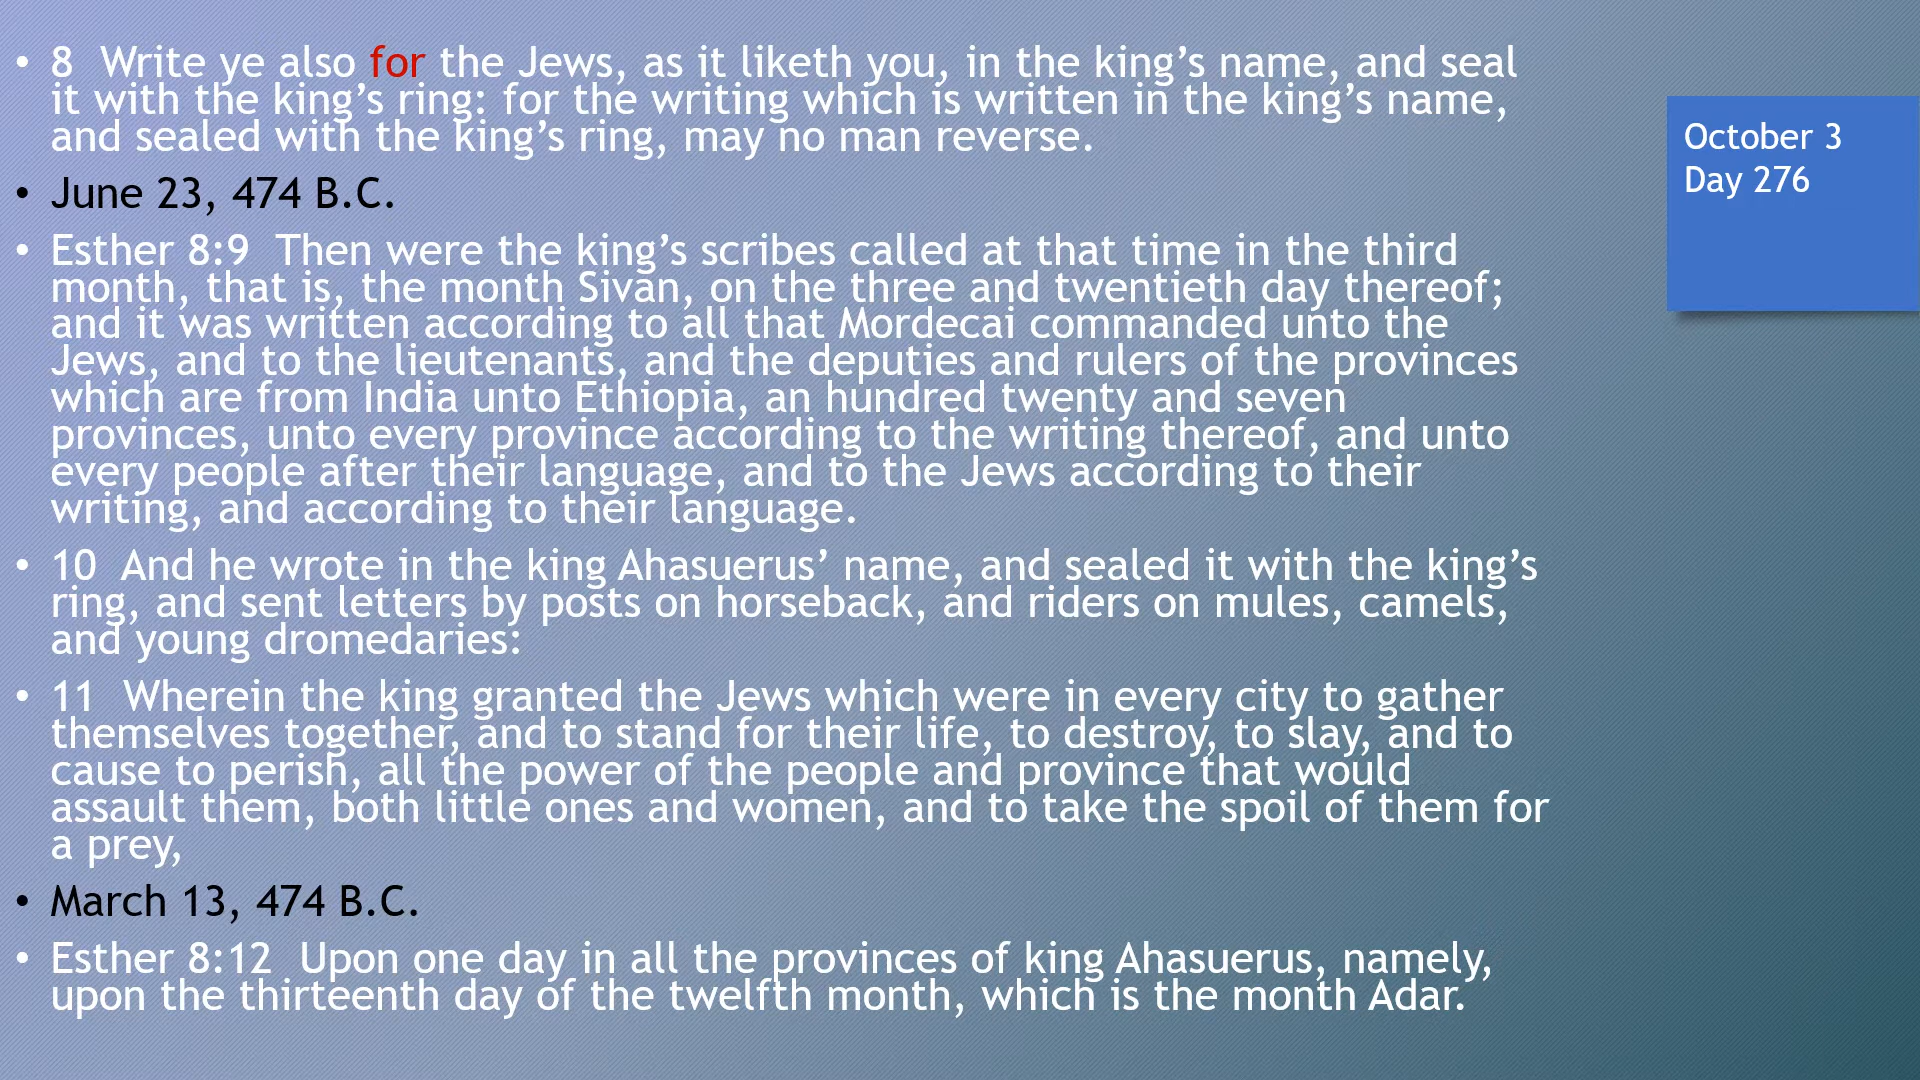 • 8  Write ye also for the Jews, as it liketh you, in the king’s name, and seal
it with the king’s ring: for the writing which is written in the king’s name,
and sealed with the king’s ring, may no man reverse.
• June 23, 474 B.C.
• Esther 8:9  Then were the king’s scribes called at that time in the third
month, that is, the month Sivan, on the three and twentieth day thereof;
and it was written according to all that Mordecai commanded unto the
Jews, and to the lieutenants, and the deputies and rulers of the provinces
which are from India unto Ethiopia, an hundred twenty and seven
provinces, unto every province according to the writing thereof, and unto
every people after their language, and to the Jews according to their
writing, and according to their language.
• 10  And he wrote in the king Ahasuerus’ name, and sealed it with the king’s
ring, and sent letters by posts on horseback, and riders on mules, camels,
and young dromedaries:
• 11  Wherein the king granted the Jews which were in every city to gather
themselves together, and to stand for their life, to destroy, to slay, and to
cause to perish, all the power of the people and province that would
assault them, both little ones and women, and to take the spoil of them for
a prey,
• March 13, 474 B.C.
• Esther 8:12  Upon one day in all the provinces of king Ahasuerus, namely,
upon the thirteenth day of the twelfth month, which is the month Adar.
October 3
Day 276